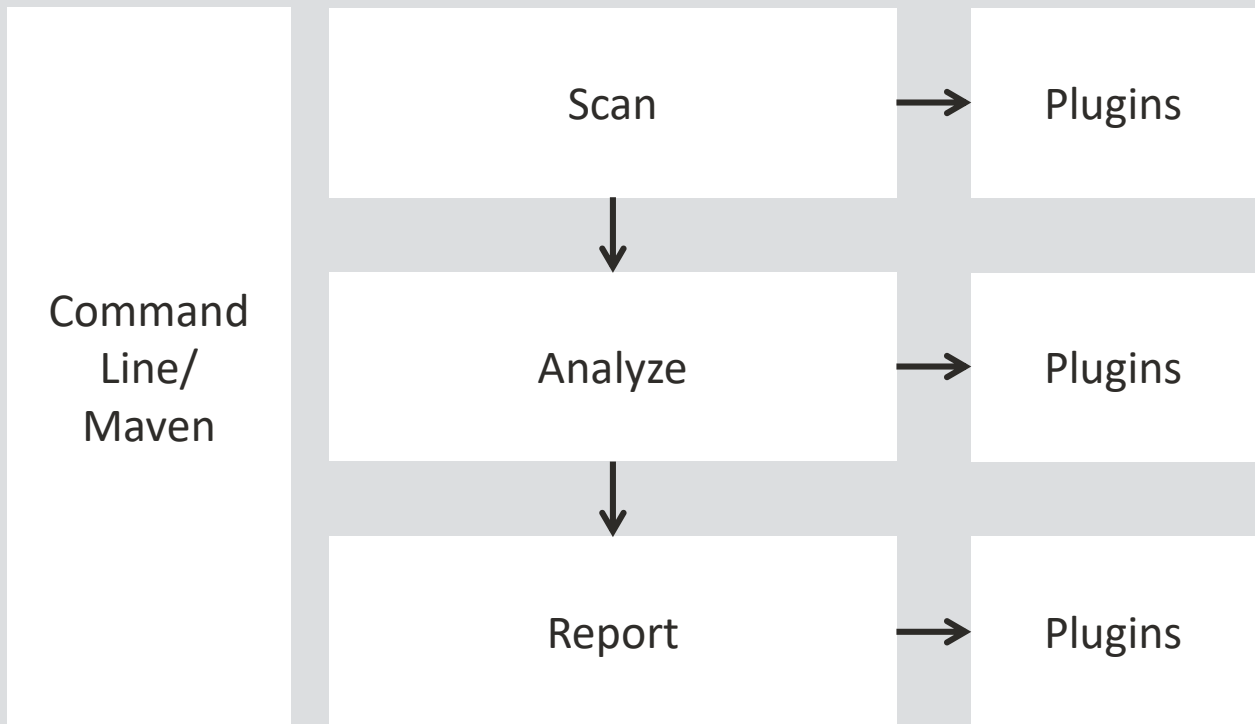 Scan
Plugins
Command
Line/
Maven
Analyze
Plugins
Report
Plugins